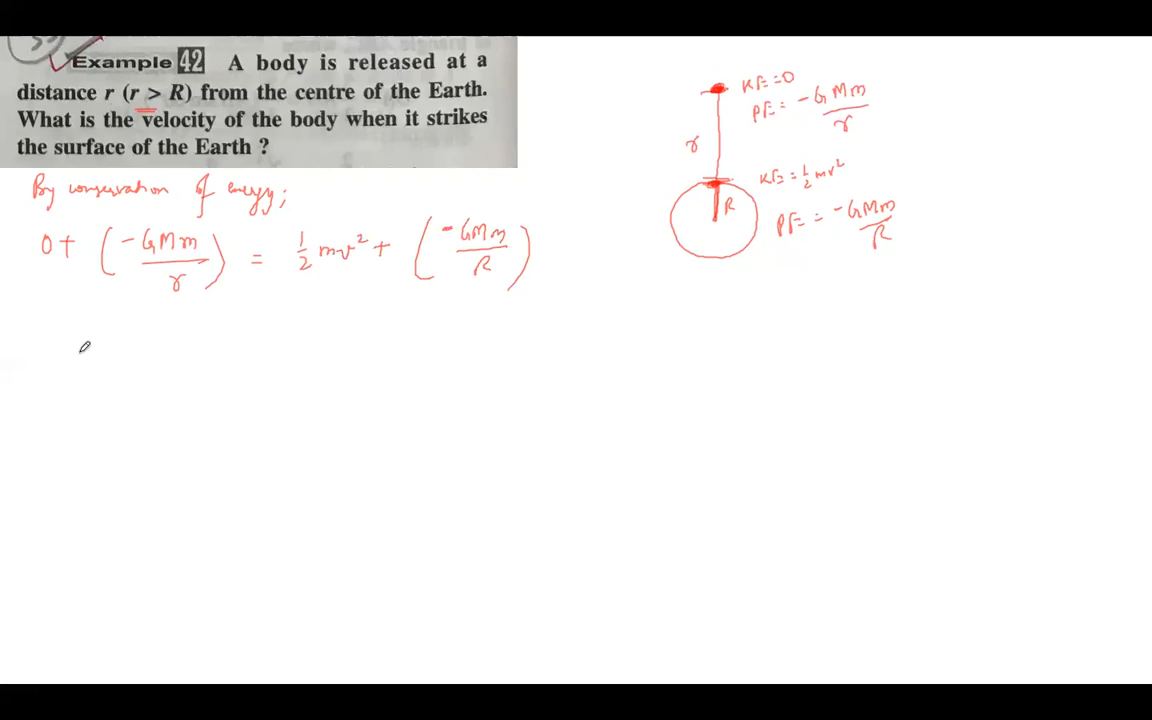 Example 42 A body is released at a
distance r (r > R) from the centre of the Earth.
What is the velocity of the body when it strikes
the surface of the Earth ?
By conservation of energy;
0 + (-GMm/r) = 1/2 mv² + (-GMm/R)
KE = 0
PE = -GMm/r
r
KE = 1/2 mv²
R
PE = -GMm/R